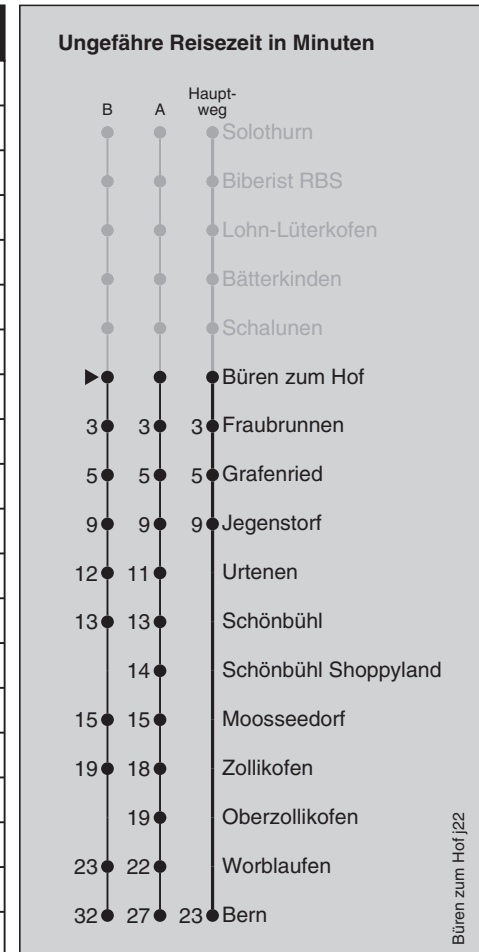 Ungefähre Reisezeit in Minuten
Haupt-
B A weg
Solothurn
Biberist RBS
Lohn-Lüterkofen
Bätterkinden
Schalunen
Büren zum Hof
3 3 3 Fraubrunnen
5 5 5 Grafenried
9 9 9 Jegenstorf
12 11 Urtenen
13 13 Schönbühl
14 Schönbühl Shoppyland
15 15 Moosseedorf
19 18 Zollikofen
19 Oberzollikofen
23 22 Worblaufen
32 27 23 Bern
Büren zum Hof j22